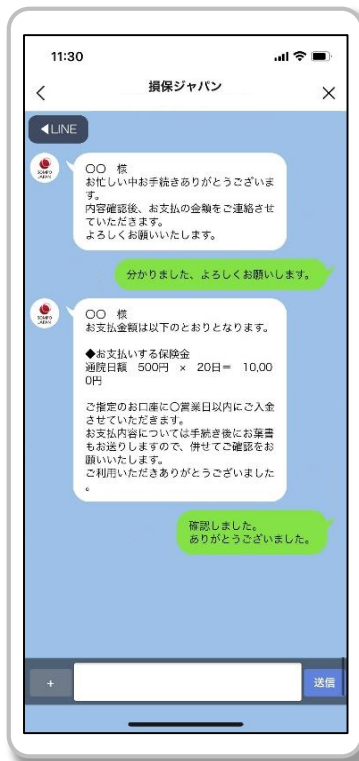 11:30
損保ジャパン
◀LINE
〇〇 様
お忙しい中お手続きありがとうございま
す。
内容確認後、お支払の金額をご連絡させ
ていただきます。
よろしくお願いいたします。
分かりました、よろしくお願いします。
SOMPO
JAPAN
〇〇 様
お支払金額は以下のとおりとなります。
◆お支払いする保険金
通院日額 500円 × 20日= 10,00
0円
ご指定のお口座に〇営業日以内にご入金
させていただきます。
お支払内容については手続き後にお葉書
もお送りしますので、併せてご確認をお
願いいたします。
ご利用いただきありがとうございました
。
確認しました。
ありがとうございました。
+
送信